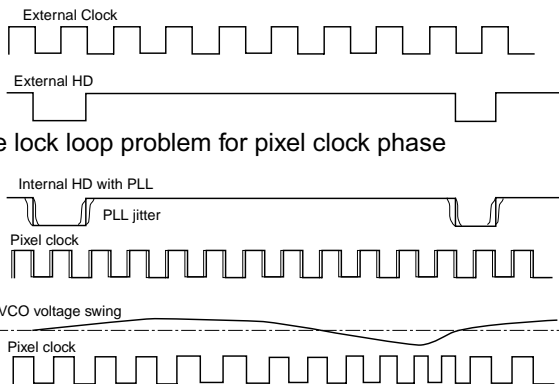 External Clock
External HD
e lock loop problem for pixel clock phase
Internal HD with PLL
PLL jitter
Pixel clock
VCO voltage swing
Pixel clock